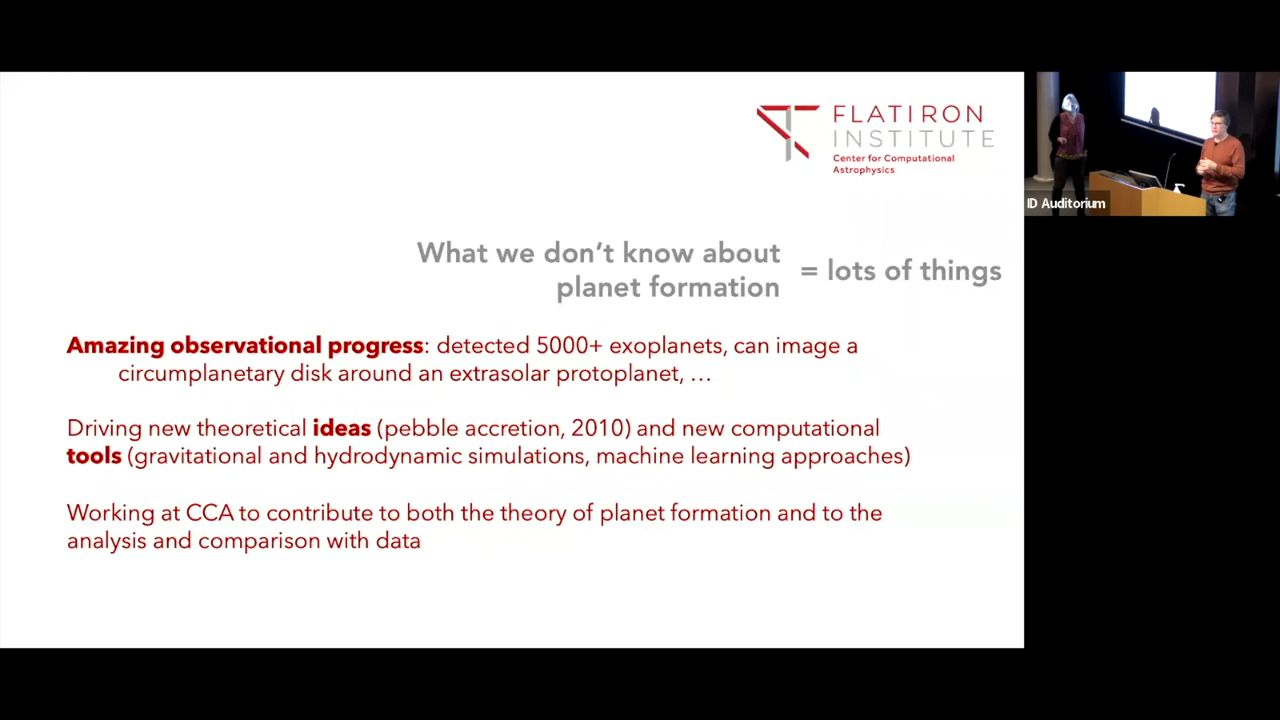 FLATIRON
INSTITUTE
Center for Computational
Astrophysics
ID Auditorium
What we don’t know about
planet formation
= lots of things
Amazing observational progress: detected 5000+ exoplanets, can image a
circumplanetary disk around an extrasolar protoplanet, …
Driving new theoretical ideas (pebble accretion, 2010) and new computational
tools (gravitational and hydrodynamic simulations, machine learning approaches)
Working at CCA to contribute to both the theory of planet formation and to the
analysis and comparison with data